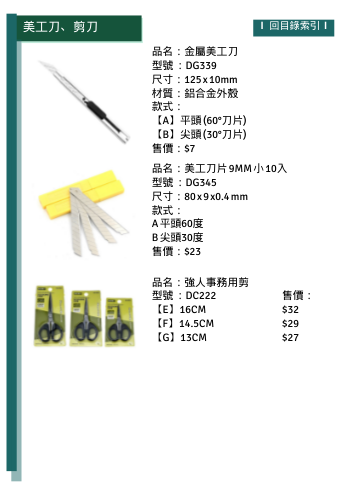 美工刀、剪刀
I 回目錄索引 I
品名：金屬美工刀
型號 ：DG339
尺寸：125x10mm
材質：鋁合金外殼
款式：
【A】平頭(60°刀片)
【B】尖頭(30°刀片)
售價：$7
品名：美工刀片9MM小10入
型號 ：DG345
尺寸：80x9x0.4mm
款式：
A平頭60度
B尖頭30度
售價：$23
品名：強人事務用剪
型號 ：DC222 售價：
【E】16CM $32
【F】14.5CM $29
【G】13CM $27